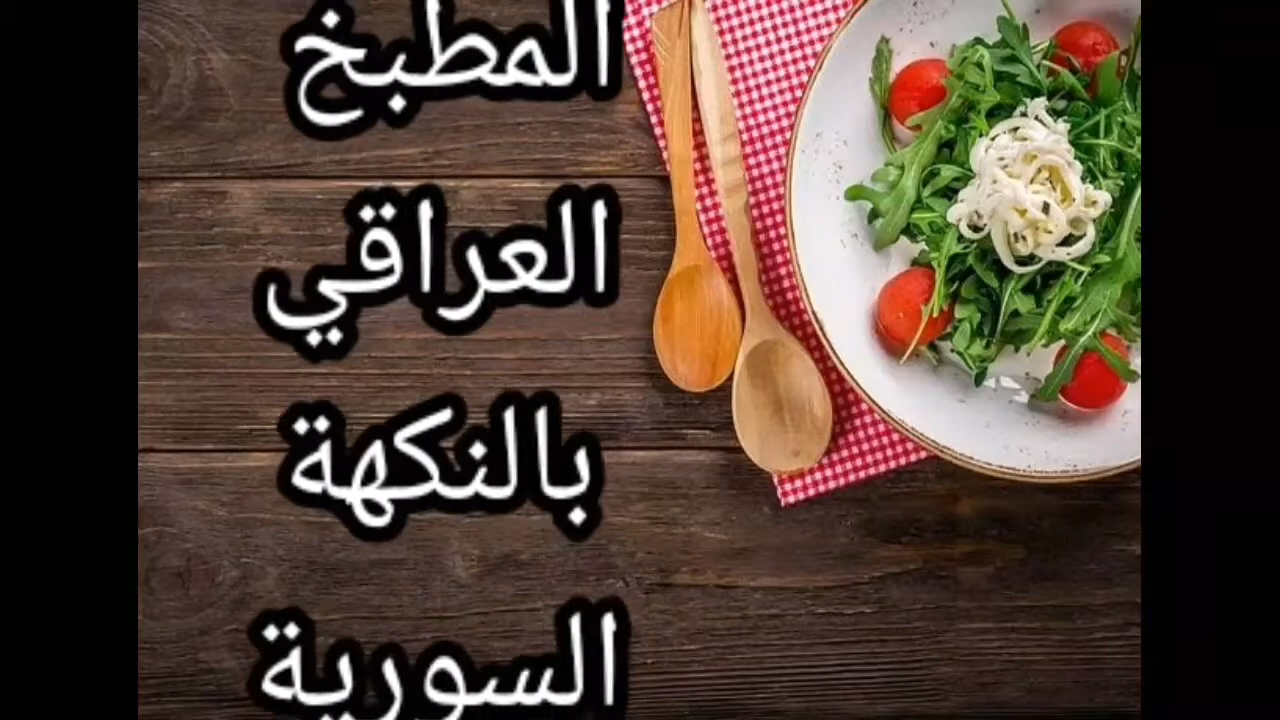 المطبخ
العراقي
بالنكهة
السورية